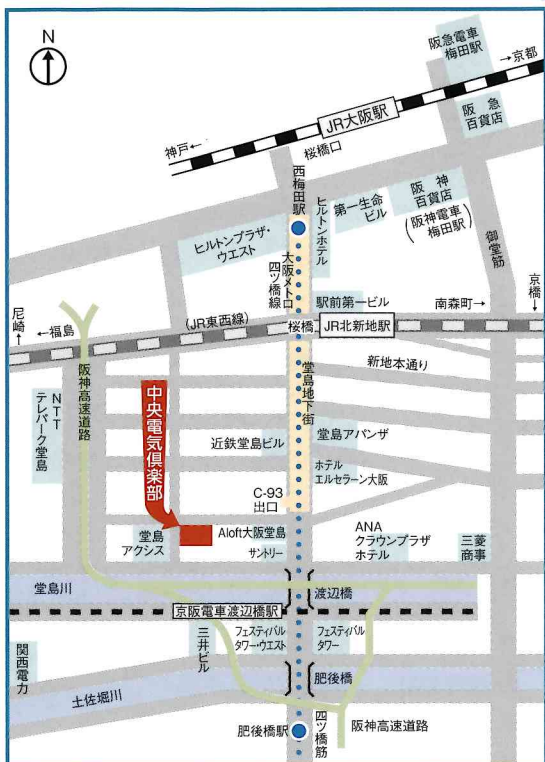 N
阪急電車
梅田駅
→京都
JR大阪駅
阪急
百貨店
神戸←
桜橋口
西梅田駅
ヒルトンホテル
第一生命
ビル
阪神
百貨店
(阪神電車
梅田駅)
御堂筋
ヒルトンプラザ・
ウエスト
大阪メトロ
四ツ橋線
駅前第一ビル
南森町→
京橋
↓
尼崎
↑
←福島
(JR東西線)
桜橋
JR北新地駅
阪神高速道路
新地本通り
堂島地下街
NTT
テレパーク堂島
中央電気倶楽部
近鉄堂島ビル
堂島アバンザ
ホテル
エルセラーン大阪
C-93
出口
堂島
アクシス
Aloft大阪堂島
サントリー
ANA
クラウンプラザ
ホテル
三菱
商事
堂島川
渡辺橋
京阪電車渡辺橋駅
関西電力
三井ビル
フェスティバル
タワー・ウエスト
フェスティバル
タワー
土佐堀川
肥後橋
肥後橋駅
四ツ橋筋
阪神高速道路